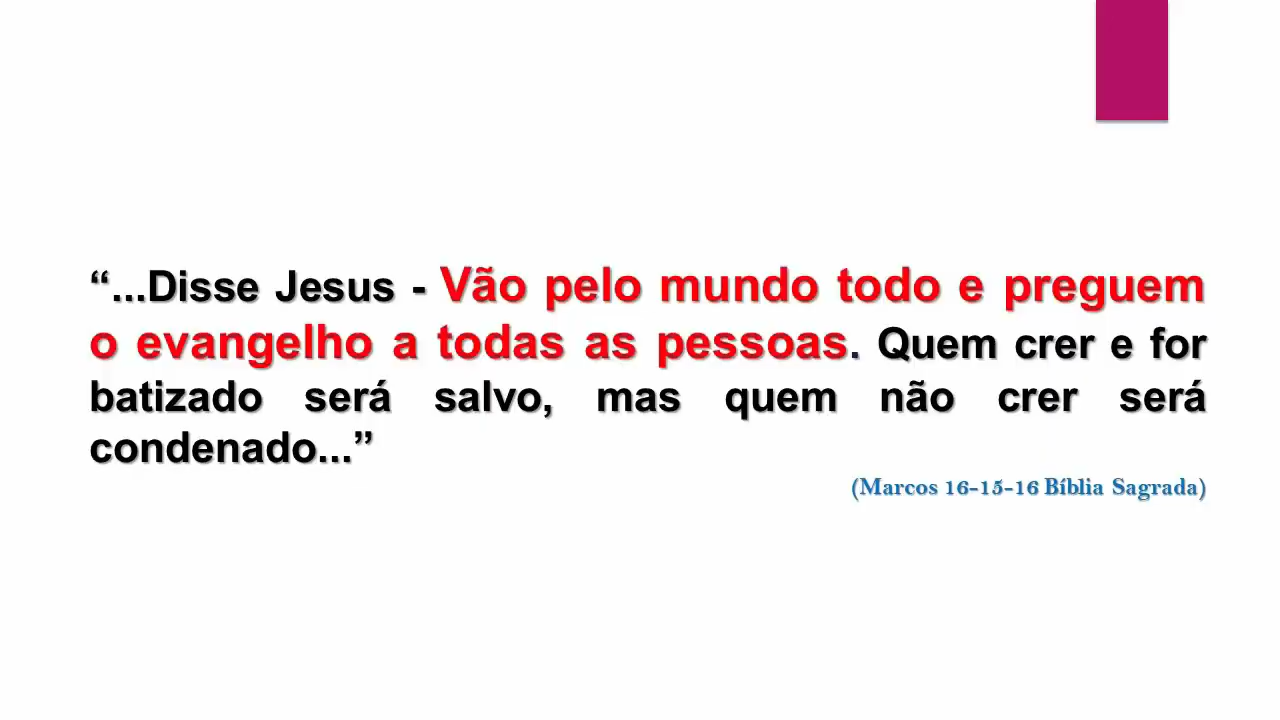 “...Disse Jesus - Vão pelo mundo todo e preguem
o evangelho a todas as pessoas. Quem crer e for
batizado será salvo, mas quem não crer será
condenado...”
(Marcos 16-15-16 Bíblia Sagrada)